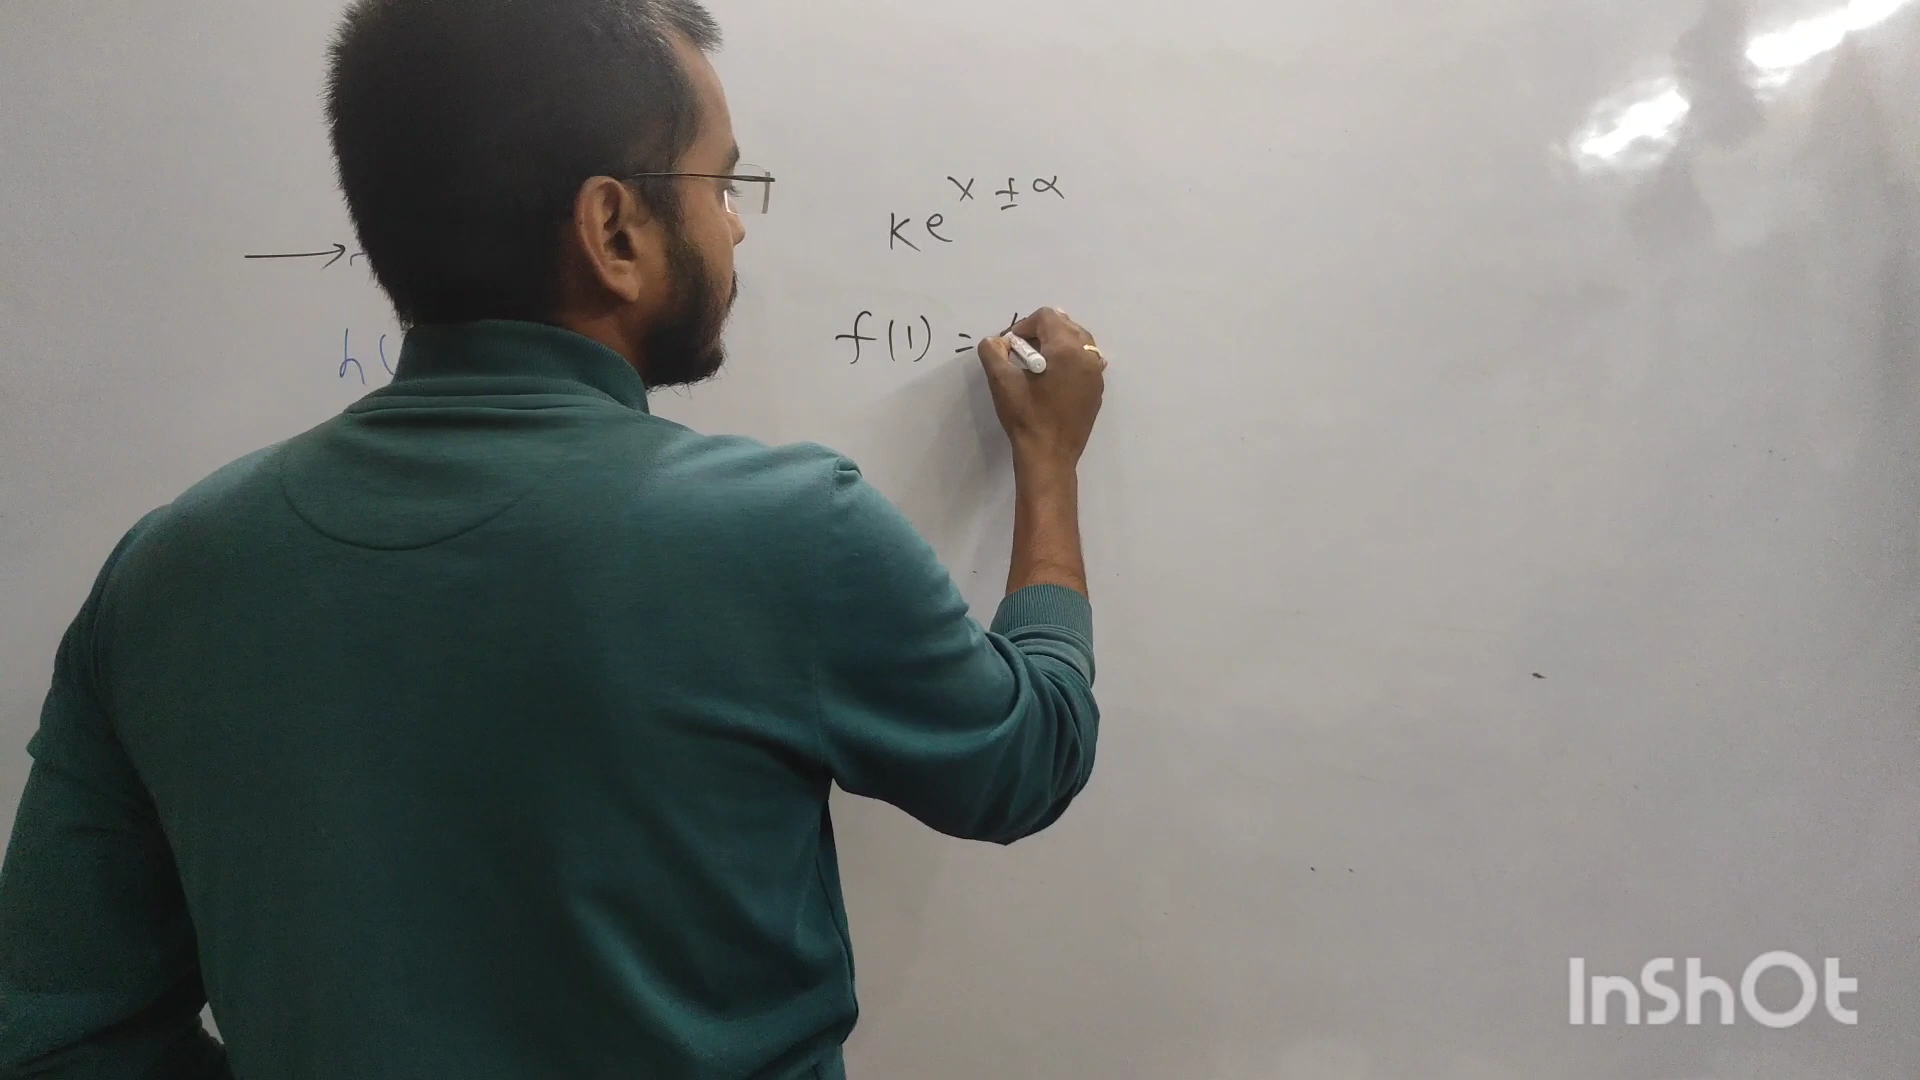 ke^{x ± α}
f(1) =
h(
InShOt